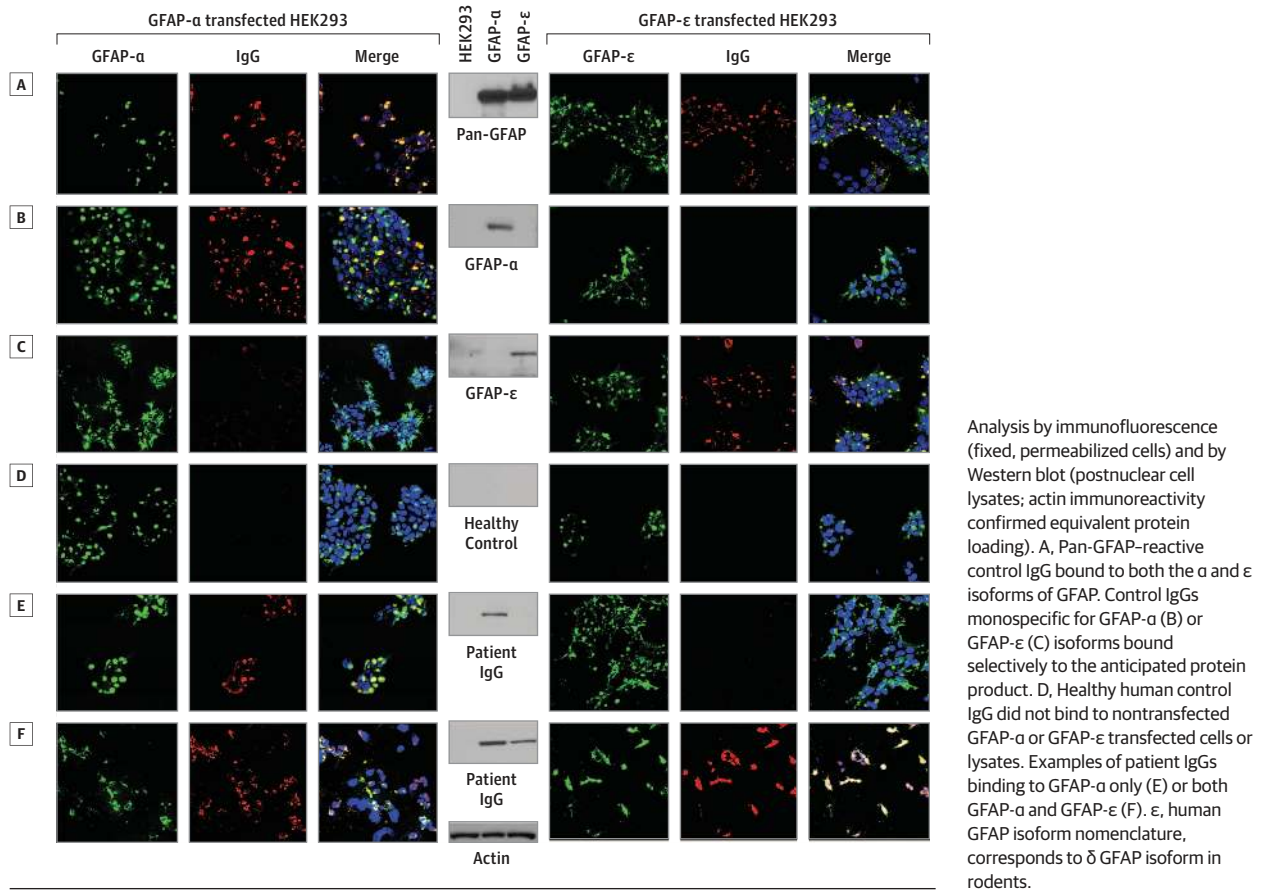 GFAP-α transfected HEK293
HEK293
GFAP-α
GFAP-ε
GFAP-ε transfected HEK293
GFAP-α IgG Merge
GFAP-ε IgG Merge
A
Pan-GFAP
B
GFAP-α
C
GFAP-ε
D
Healthy
Control
E
Patient
IgG
F
Patient
IgG
Actin
Analysis by immunofluorescence
(fixed, permeabilized cells) and by
Western blot (postnuclear cell
lysates; actin immunoreactivity
confirmed equivalent protein
loading). A, Pan-GFAP–reactive
control IgG bound to both the α and ε
isoforms of GFAP. Control IgGs
monospecific for GFAP-α (B) or
GFAP-ε (C) isoforms bound
selectively to the anticipated protein
product. D, Healthy human control
IgG did not bind to nontransfected
GFAP-α or GFAP-ε transfected cells or
lysates. Examples of patient IgGs
binding to GFAP-α only (E) or both
GFAP-α and GFAP-ε (F). ε, human
GFAP isoform nomenclature,
corresponds to δ GFAP isoform in
rodents.